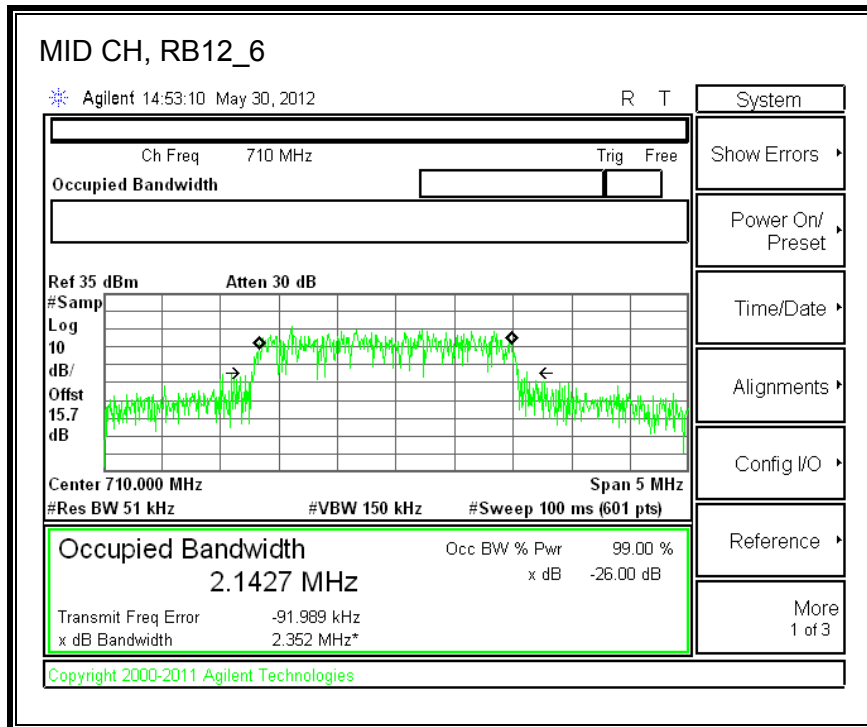 MID CH, RB12_6
Agilent 14:53:10 May 30, 2012 R T
System
Ch Freq 710 MHz Trig Free
Occupied Bandwidth
Show Errors
Power On/
Preset
Time/Date
Alignments
Config I/O
Reference
More
1 of 3
Ref 35 dBm Atten 30 dB
#Samp
Log
10
dB/
Offst
15.7
dB
Center 710.000 MHz Span 5 MHz
#Res BW 51 kHz #VBW 150 kHz #Sweep 100 ms (601 pts)
Occupied Bandwidth Occ BW % Pwr 99.00 %
2.1427 MHz x dB -26.00 dB
Transmit Freq Error -91.989 kHz
x dB Bandwidth 2.352 MHz*
Copyright 2000-2011 Agilent Technologies